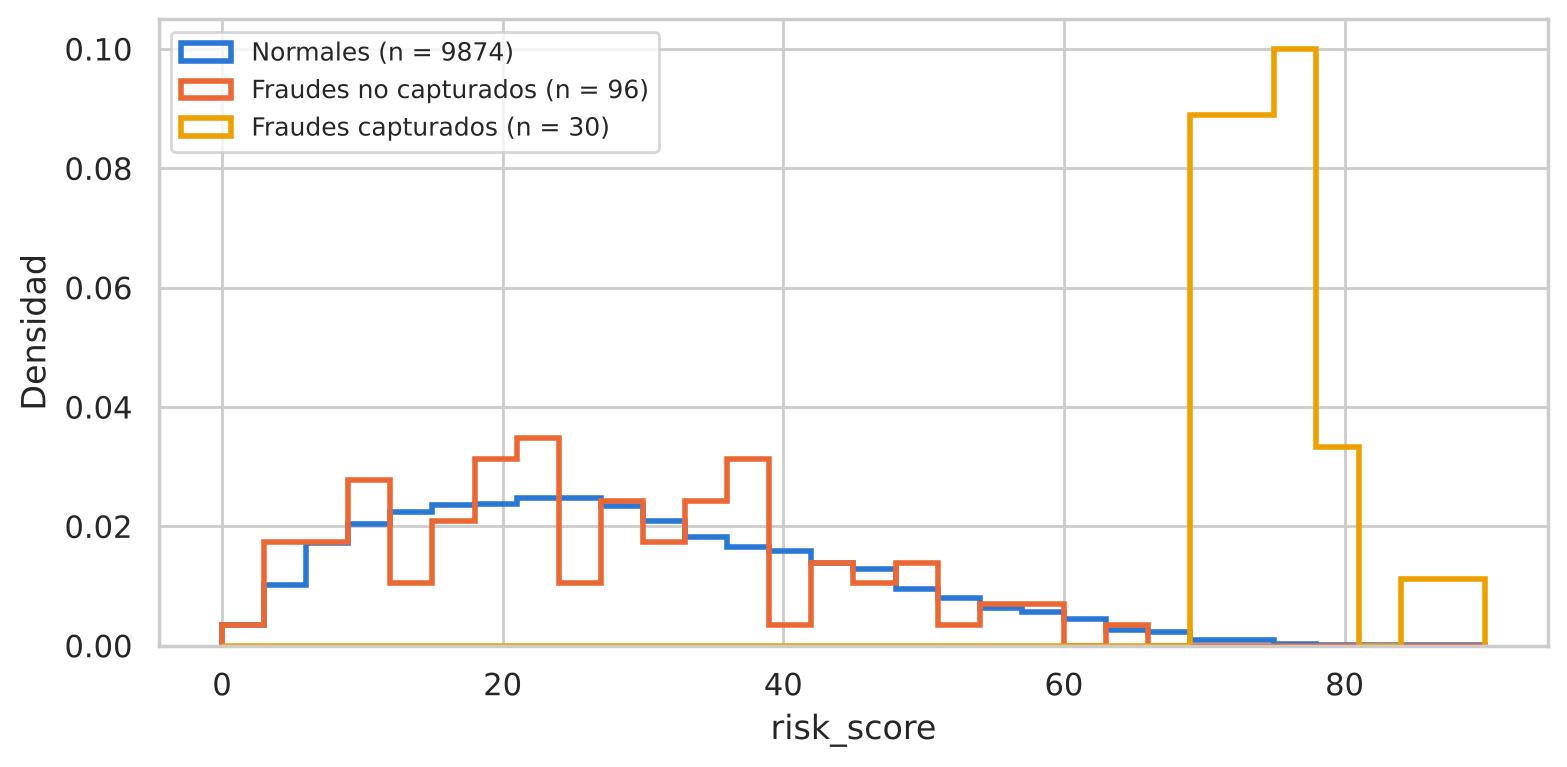 Normales (n = 9874)
Fraudes no capturados (n = 96)
Fraudes capturados (n = 30)
0.10
0.08
0.06
0.04
0.02
0.00
Densidad
0 20 40 60 80
risk_score